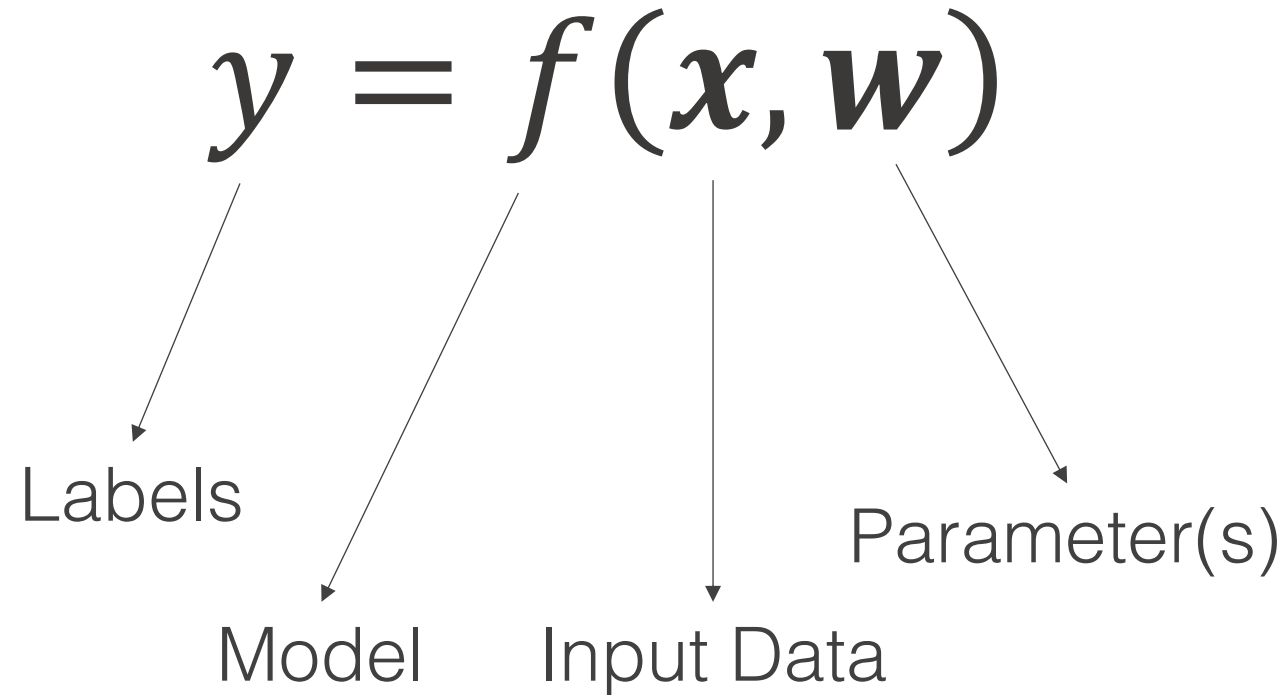 y = f(x, w)
Labels
Parameter(s)
Model
Input Data